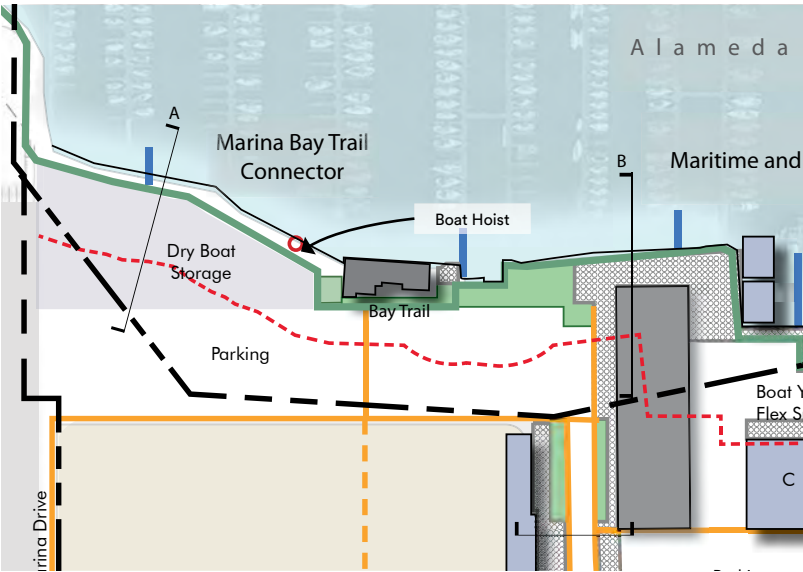 Alameda
A
Marina Bay Trail
Connector
B
Maritime and
Boat Hoist
Dry Boat
Storage
Bay Trail
Parking
Boat Y
Flex S
C
rina Drive